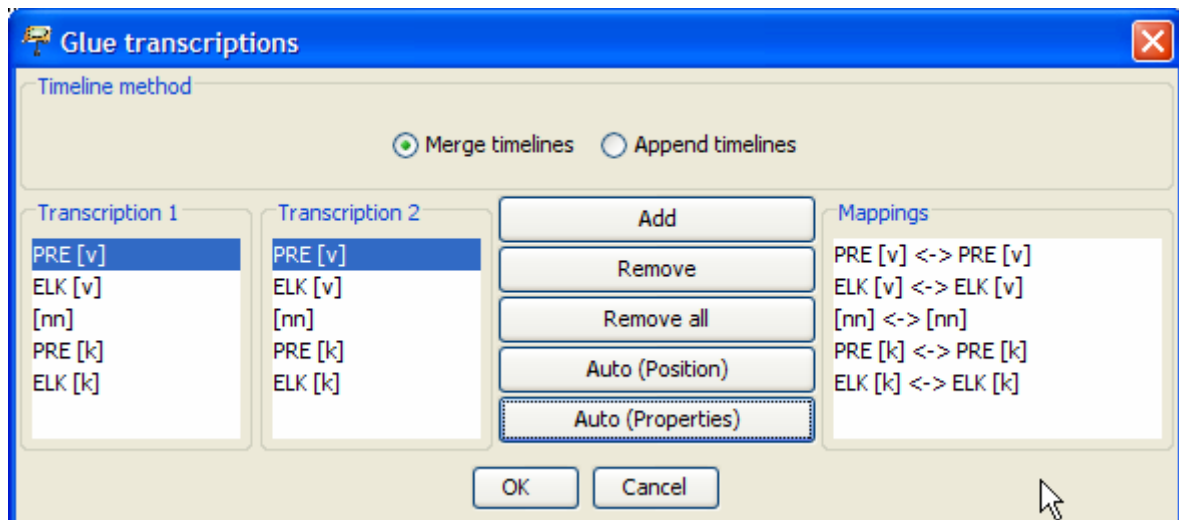 Glue transcriptions
Timeline method
Merge timelines Append timelines
Transcription 1
PRE [v]
ELK [v]
[nn]
PRE [k]
ELK [k]
Transcription 2
PRE [v]
ELK [v]
[nn]
PRE [k]
ELK [k]
Add
Remove
Remove all
Auto (Position)
Auto (Properties)
Mappings
PRE [v] <-> PRE [v]
ELK [v] <-> ELK [v]
[nn] <-> [nn]
PRE [k] <-> PRE [k]
ELK [k] <-> ELK [k]
OK Cancel